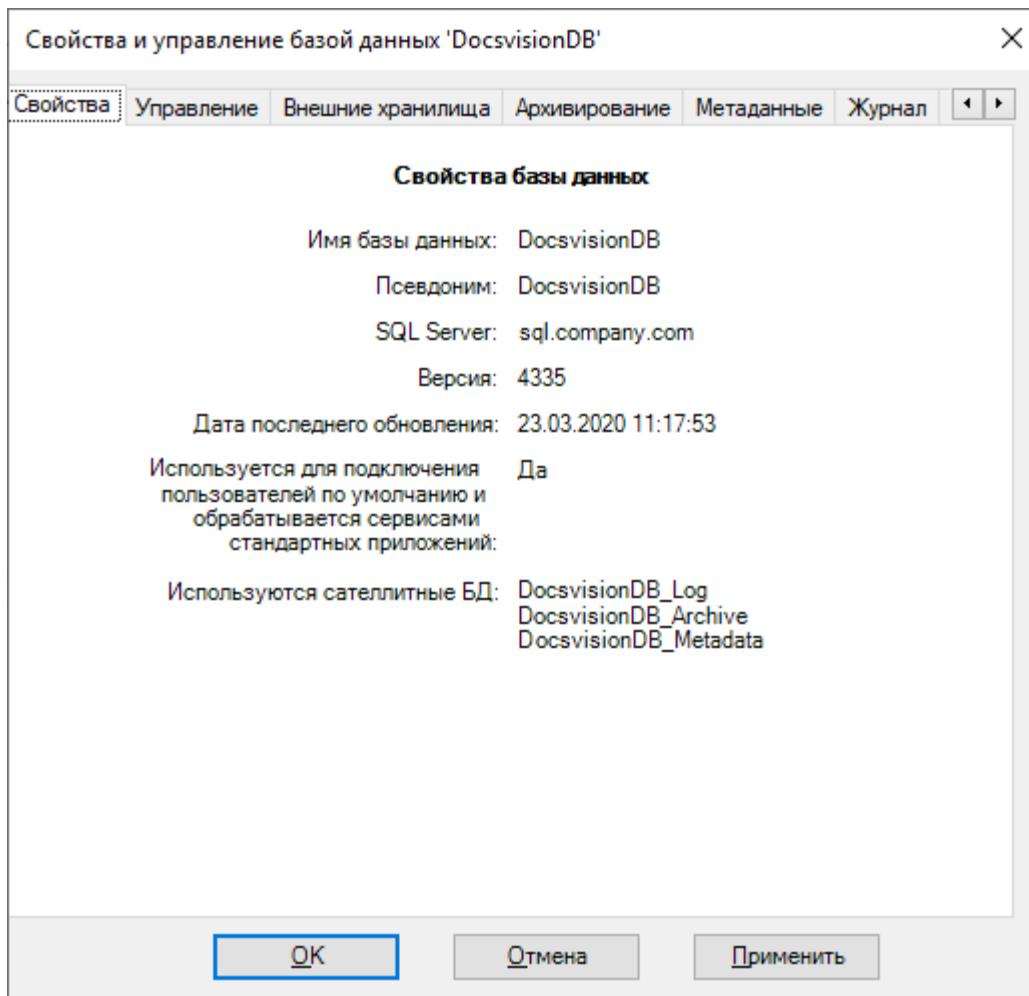 Свойства и управление базой данных 'DocsvisionDB'
Свойства Управление Внешние хранилища Архивирование Метаданные Журнал
Свойства базы данных
Имя базы данных: DocsvisionDB
Псевдоним: DocsvisionDB
SQL Server: sql.company.com
Версия: 4335
Дата последнего обновления: 23.03.2020 11:17:53
Используется для подключения Да
пользователей по умолчанию и
обрабатывается сервисами
стандартных приложений:
Используются сателлитные БД: DocsvisionDB_Log
DocsvisionDB_Archive
DocsvisionDB_Metadata
OK Отмена Применить